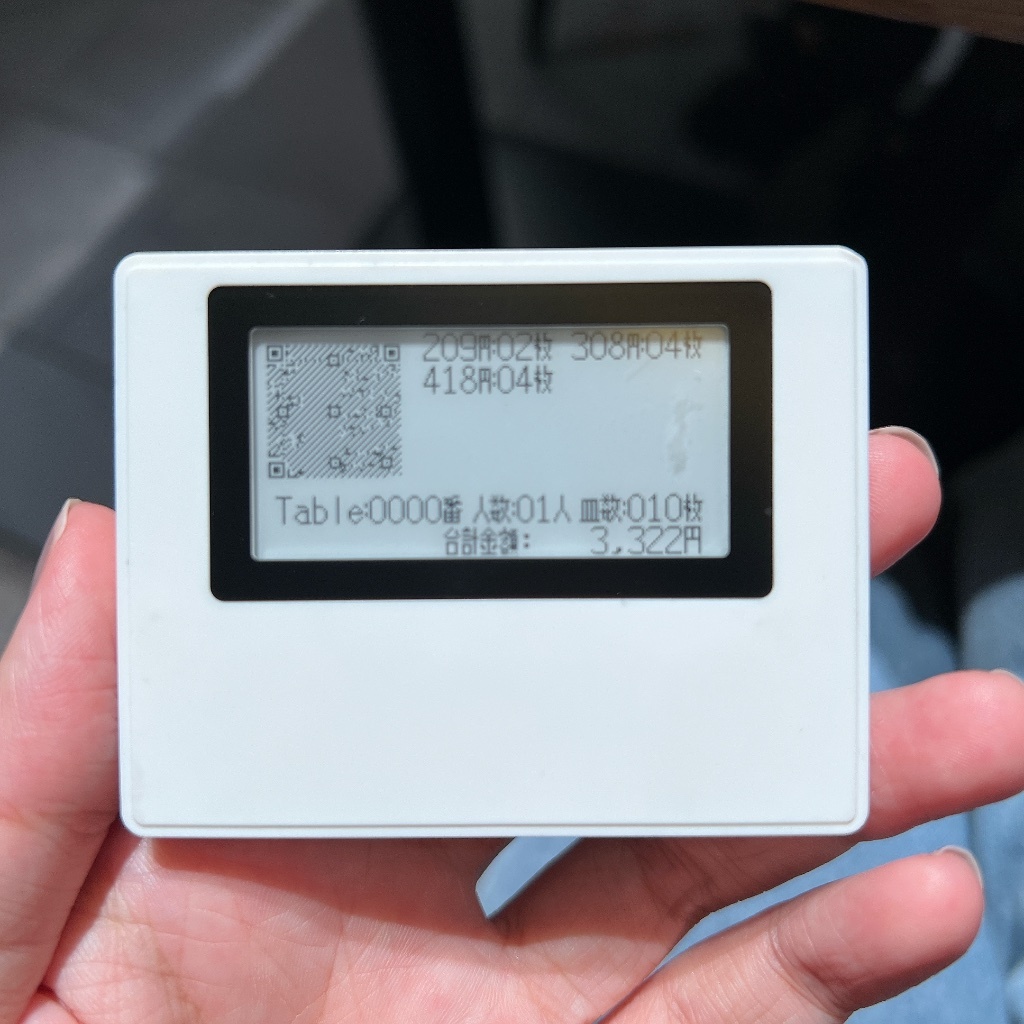 209円:02枚 308円:04枚
418円:04枚
Table:0000番 人数:01人 皿数:010枚
合計金額: 3,322円